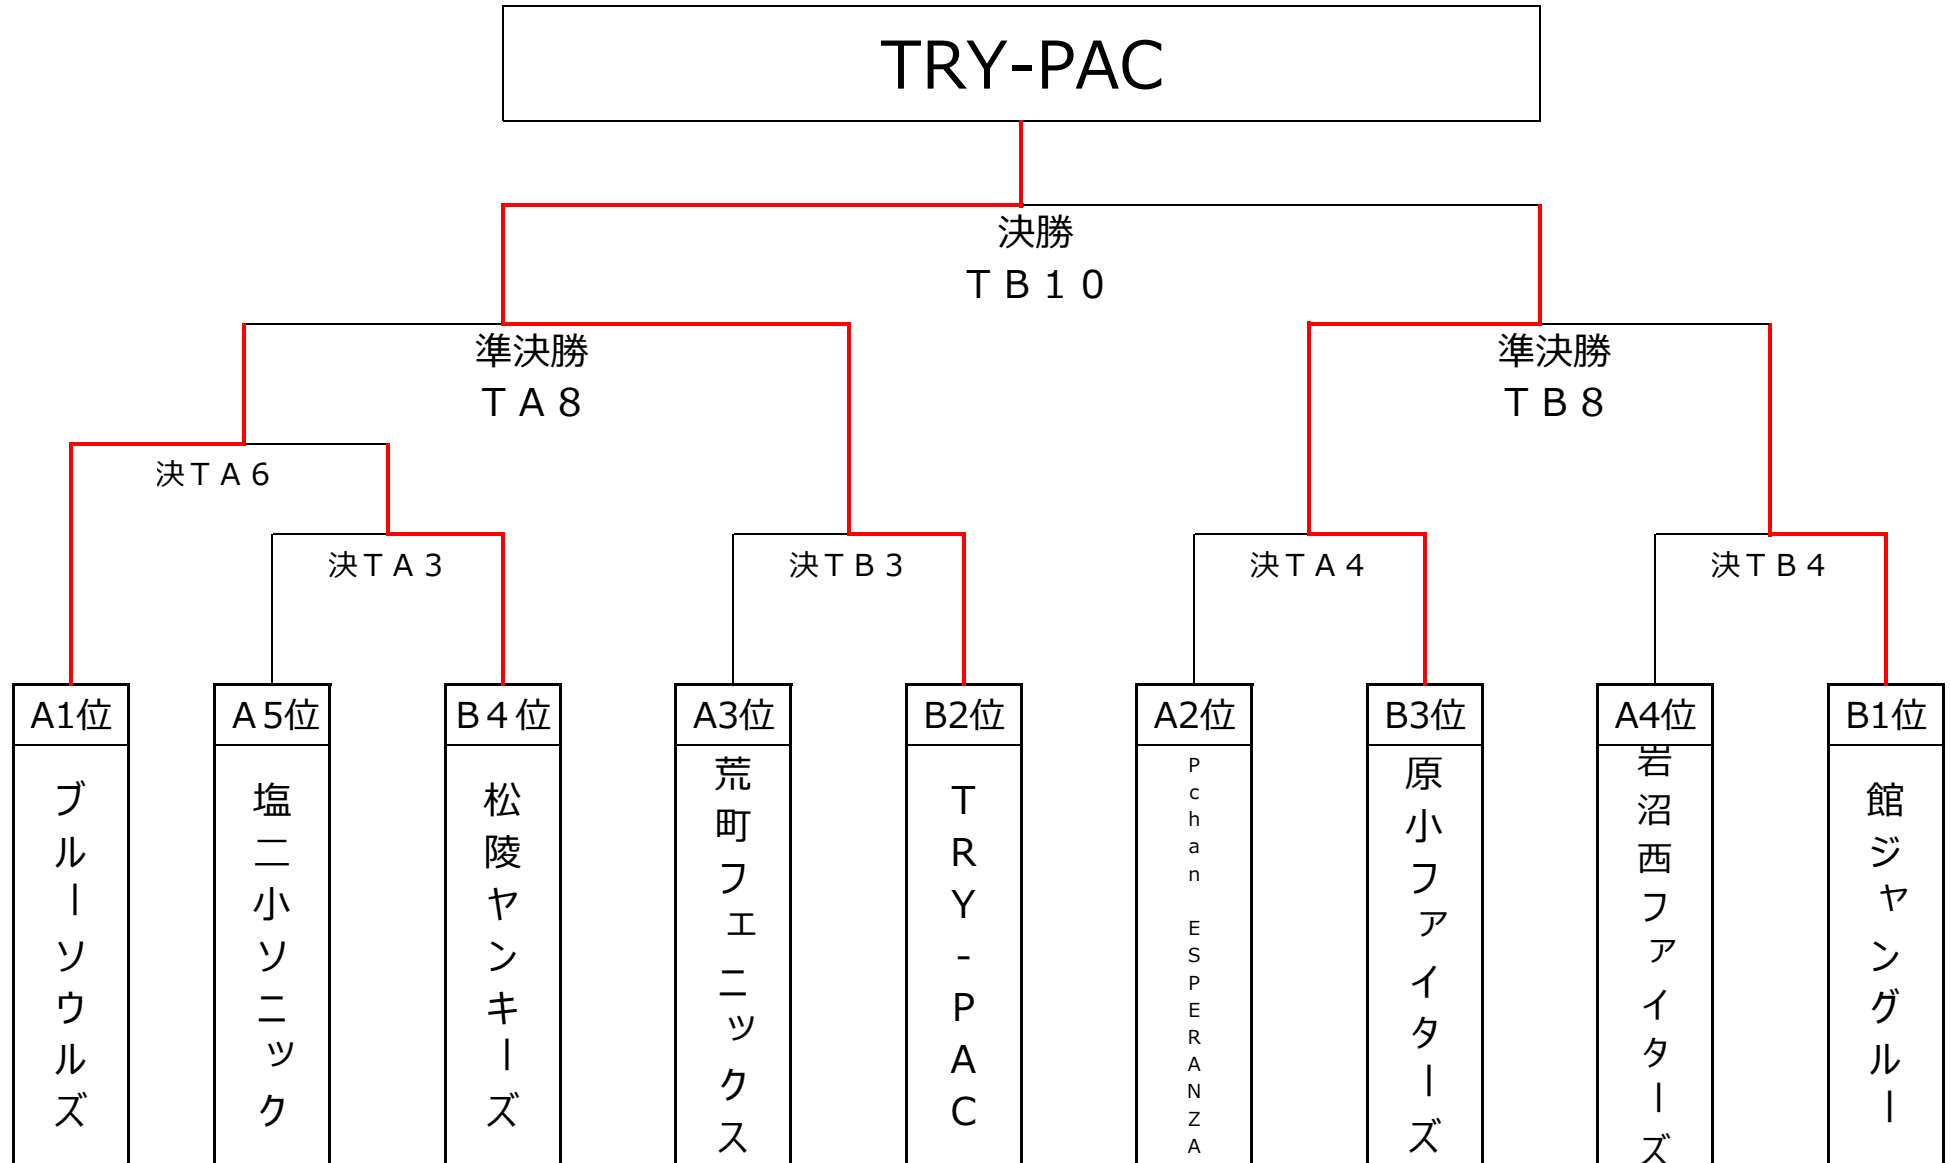 TRY-PAC
決勝
ＴＢ１０
準決勝
ＴＡ８
準決勝
ＴＢ８
決ＴＡ６
決ＴＡ３
決ＴＢ３
決ＴＡ４
決ＴＢ４
A1位
Ａ5位
Ｂ４位
A3位
B2位
A2位
B3位
A4位
B1位
ブルーソウルズ
塩二小ソニック
松陵ヤンキーズ
荒町フェニックス
TRY-PAC
Pchan ESPERANZA
原小ファイターズ
岩沼西ファイターズ
館ジャングルー